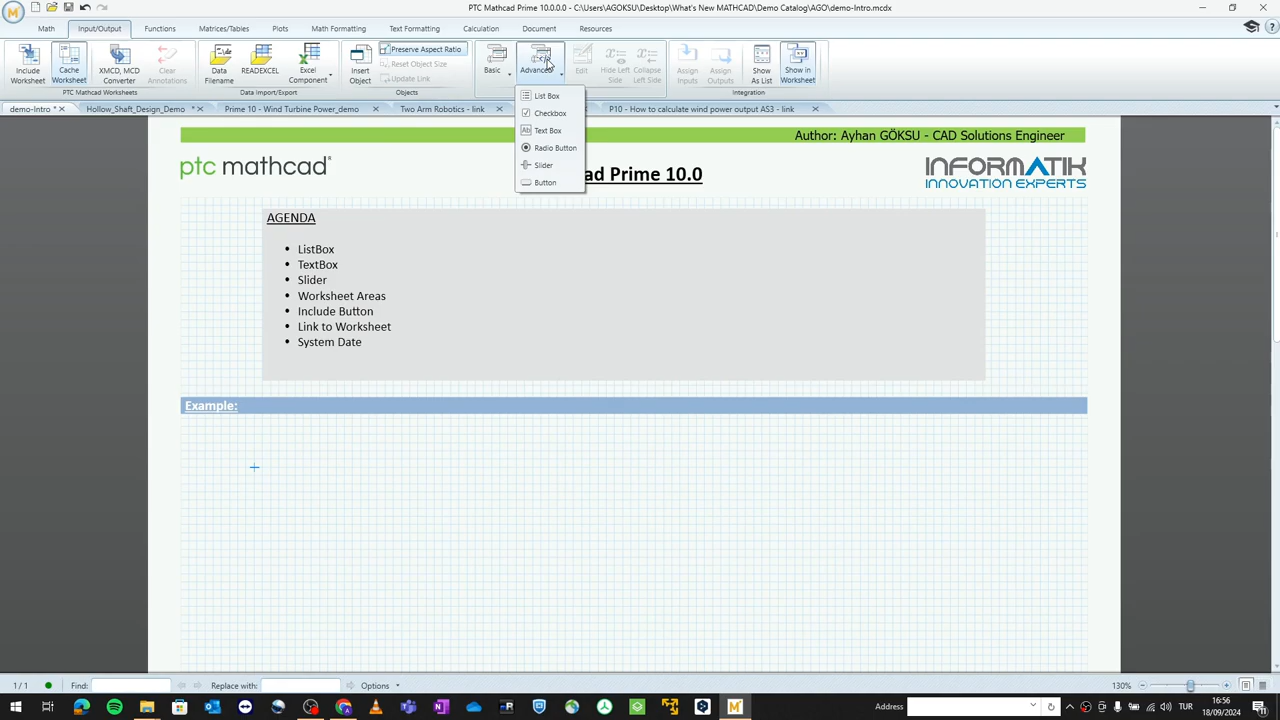 PTC Mathcad Prime 10.0.0.0 - C:\Users\AGOKSU\Desktop\What's New MATHCAD\Demo Catalog\AGO\demo-Intro.mcdx
Math Input/Output Functions Matrices/Tables Plots Math Formatting Text Formatting Calculation Document Resources
Include Worksheet
Cache Worksheet
XMCD, MCD Converter
Clear Annotations
PTC Mathcad Worksheets
Data Filename
READEXCEL
Excel Component
Data Import/Export
Insert Object
Preserve Aspect Ratio
Reset Object Size
Update Link
Objects
Basic
Advanced
Edit
Hide Left Side
Collapse Left Side
Assign Inputs
Assign Outputs
Show As List
Show in Worksheet
Integration
demo-Intro *
Hollow_Shaft_Design_Demo *
Prime 10 - Wind Turbine Power_demo
Two Arm Robotics - link
P10 - How to calculate wind power output AS3 - link
List Box
Checkbox
Ab Text Box
Radio Button
Slider
Button
Author: Ayhan GÖKSU - CAD Solutions Engineer
ptc mathcad®
ad Prime 10.0
INFORMATIK
INNOVATION EXPERTS
AGENDA
• ListBox
• TextBox
• Slider
• Worksheet Areas
• Include Button
• Link to Worksheet
• System Date
Example:
1 / 1
Find:
Replace with:
Options
130%
Address
TUR
16:56
18/09/2024